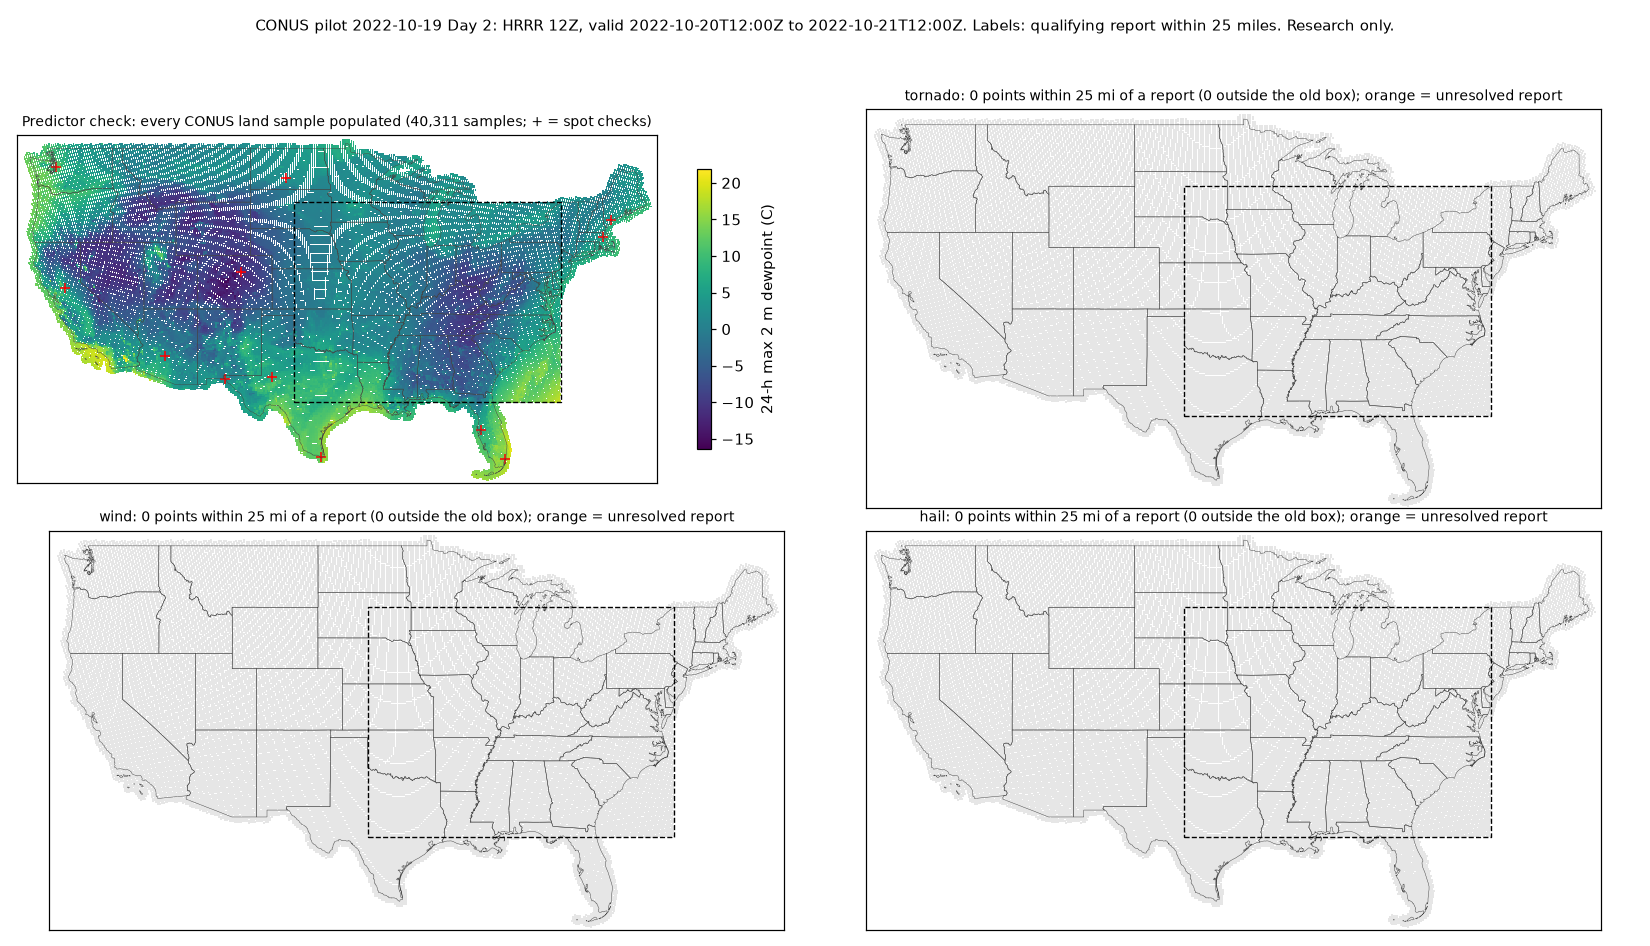 CONUS pilot 2022-10-19 Day 2: HRRR 12Z, valid 2022-10-20T12:00Z to 2022-10-21T12:00Z. Labels: qualifying report within 25 miles. Research only.
Predictor check: every CONUS land sample populated (40,311 samples; + = spot checks)
20
15
10
5
0
−5
−10
−15
24-h max 2 m dewpoint (C)
tornado: 0 points within 25 mi of a report (0 outside the old box); orange = unresolved report
wind: 0 points within 25 mi of a report (0 outside the old box); orange = unresolved report
hail: 0 points within 25 mi of a report (0 outside the old box); orange = unresolved report